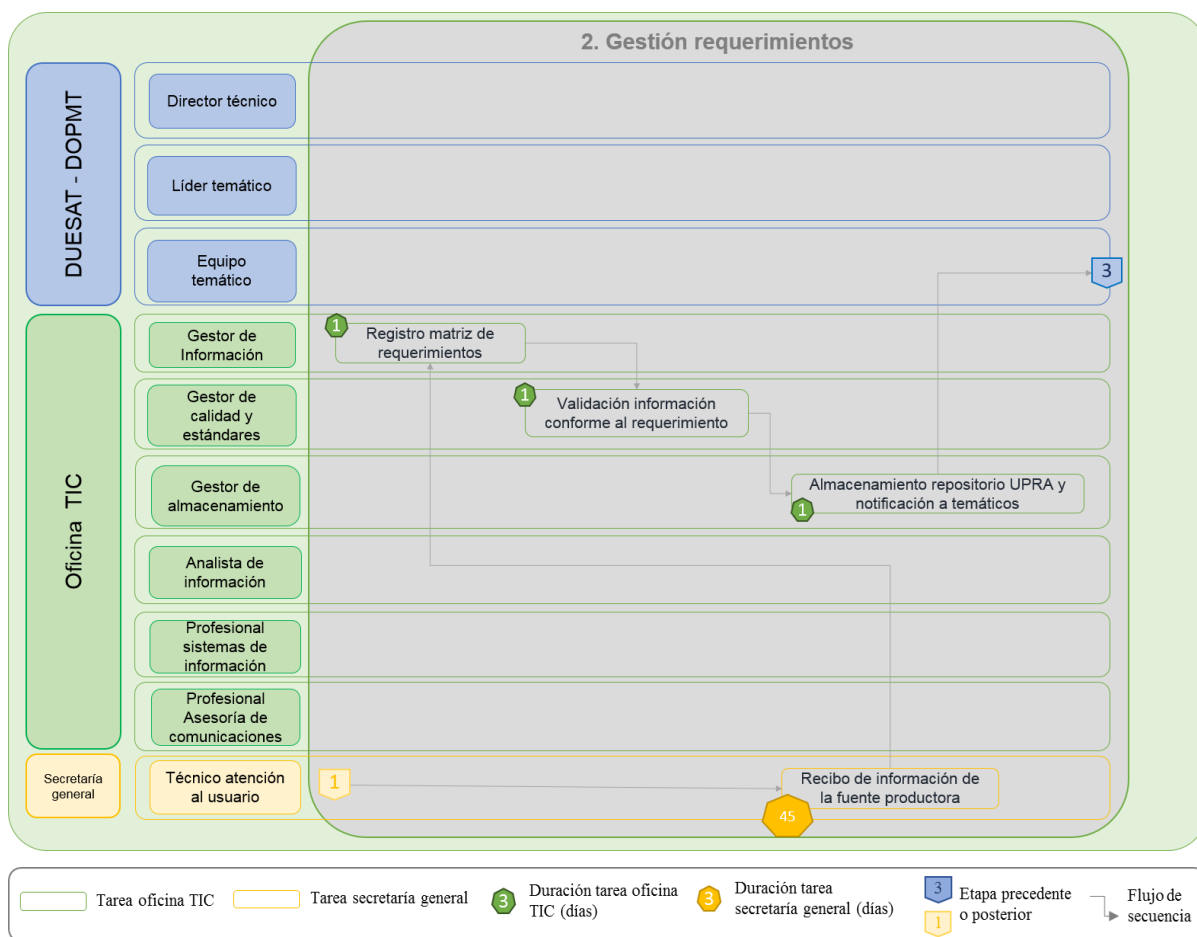 2. Gestión requerimientos
DUESAT - DOPMT
Director técnico
Líder temático
Equipo
temático
3
Oficina TIC
Gestor de
Información
1
Registro matriz de
requerimientos
Gestor de
calidad y
estándares
1
Validación información
conforme al requerimiento
Gestor de
almacenamiento
Almacenamiento repositorio UPRA y
notificación a temáticos
1
Analista de
información
Profesional
sistemas de
información
Profesional
Asesoría de
comunicaciones
Secretaría
general
Técnico atención
al usuario
1
Recibo de información de
la fuente productora
45
Tarea oficina TIC
Tarea secretaría general
3
Duración tarea oficina
TIC (días)
3
Duración tarea
secretaría general (días)
3
1
Etapa precedente
o posterior
Flujo de
secuencia